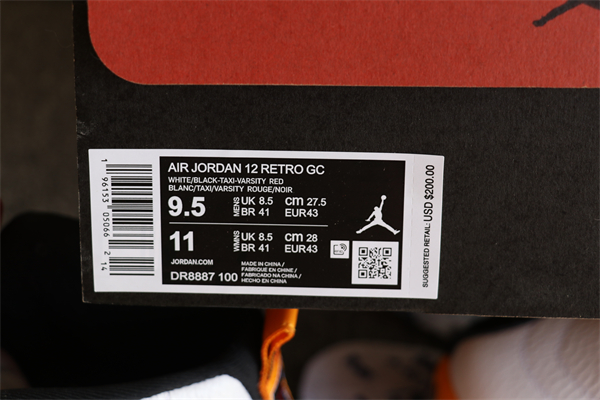 AIR JORDAN 12 RETRO GC
WHITE/BLACK-TAXI-VARSITY RED
BLANC/TAXI/VARSITY ROUGE/NOIR
9.5 MENS UK 8.5 cm 27.5
BR 41 EUR43
11 WMNS UK 8.5 cm 28
BR 41 EUR43
JORDAN.COM
DR8887 100
MADE IN CHINA /
FABRIQUÉ EN CHINE /
FABRICADO NA CHINA /
HECHO EN CHINA
SUGGESTED RETAIL: USD $200.00
1 96153 05066 2 14